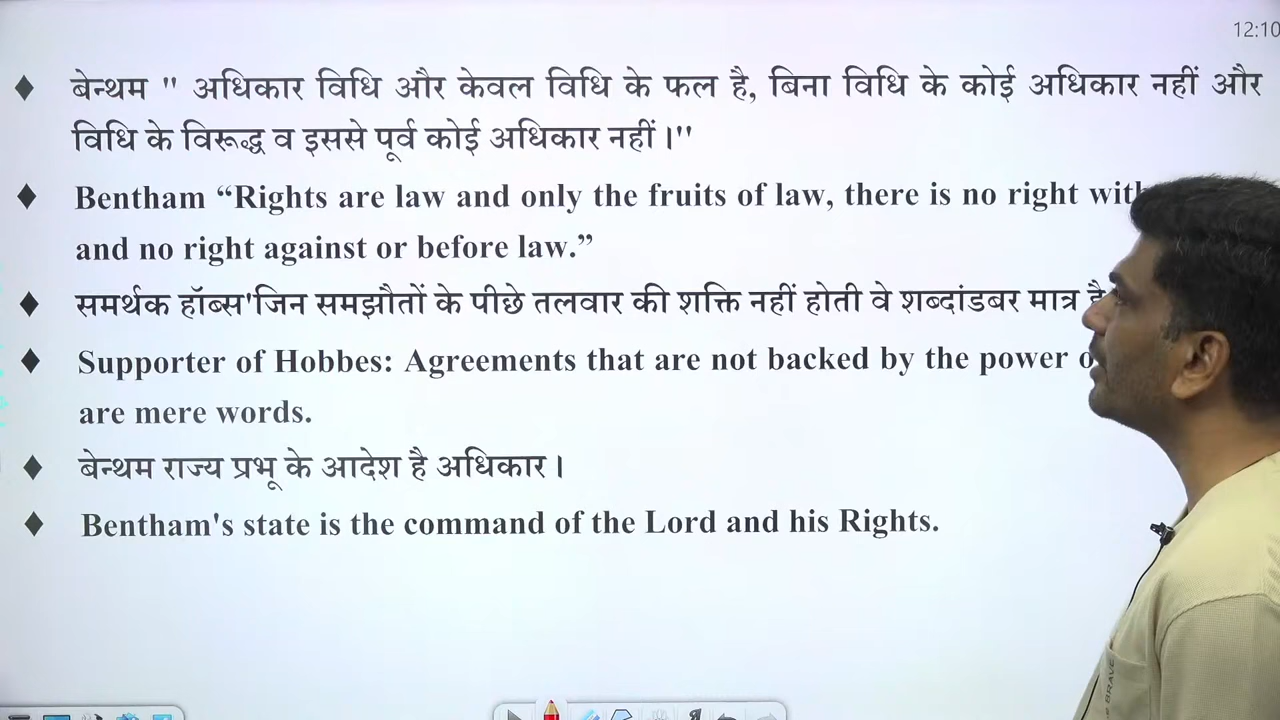 12:10
बेन्थम " अधिकार विधि और केवल विधि के फल है, बिना विधि के कोई अधिकार नहीं और
विधि के विरूद्ध व इससे पूर्व कोई अधिकार नहीं।"
Bentham “Rights are law and only the fruits of law, there is no right
and no right against or before law.”
समर्थक हॉब्स'जिन समझौतों के पीछे तलवार की शक्ति नहीं होती वे शब्दांडबर मात्र है
Supporter of Hobbes: Agreements that are not backed by the power
are mere words.
बेन्थम राज्य प्रभू के आदेश है अधिकार।
Bentham's state is the command of the Lord and his Rights.
BRAVE